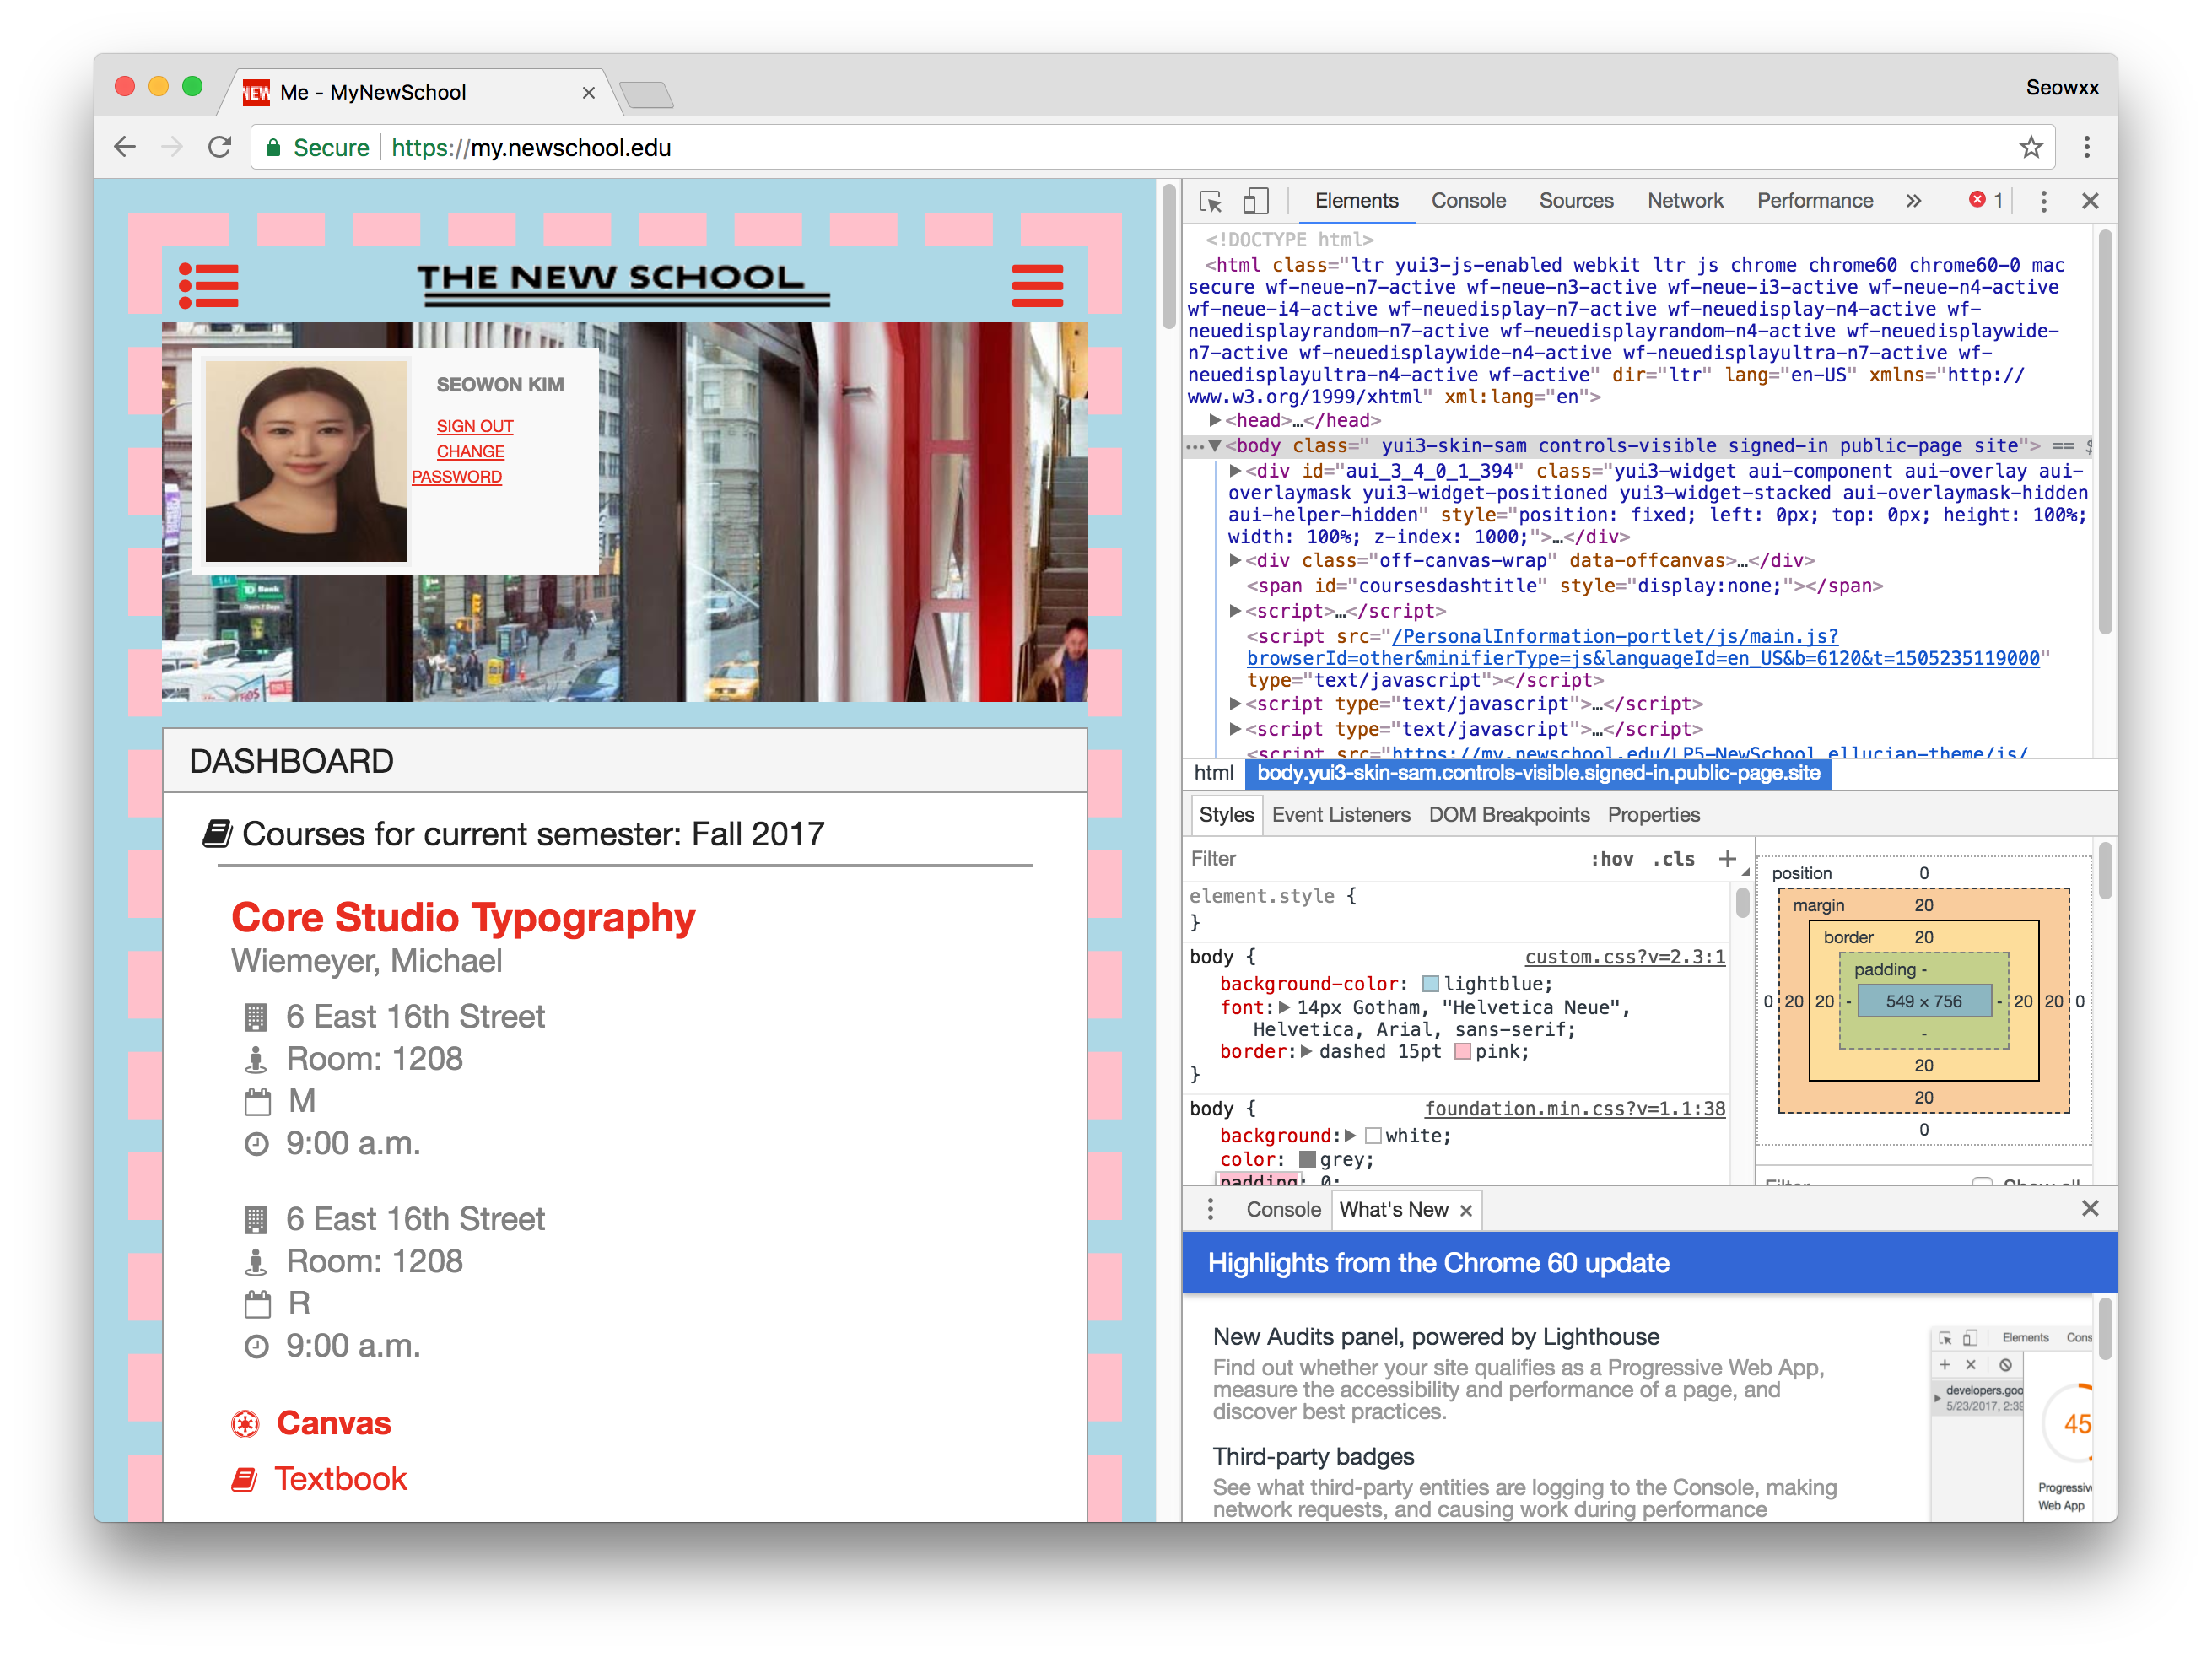 NEW Me - MyNewSchool
Seowxx
Secure https://my.newschool.edu
THE NEW SCHOOL
SEOWON KIM
SIGN OUT
CHANGE
PASSWORD
DASHBOARD
Courses for current semester: Fall 2017
Core Studio Typography
Wiemeyer, Michael
6 East 16th Street
Room: 1208
M
9:00 a.m.
6 East 16th Street
Room: 1208
R
9:00 a.m.
Canvas
Textbook
Elements Console Sources Network Performance » 1
<!DOCTYPE html>
<html class="ltr yui3-js-enabled webkit ltr js chrome chrome60 chrome60-0 mac
secure wf-neue-n7-active wf-neue-n3-active wf-neue-i3-active wf-neue-n4-active
wf-neue-i4-active wf-neuedisplay-n7-active wf-neuedisplay-n4-active wf-
neuedisplayrandom-n7-active wf-neuedisplayrandom-n4-active wf-neuedisplaywide-
n7-active wf-neuedisplaywide-n4-active wf-neuedisplayultra-n7-active wf-
neuedisplayultra-n4-active wf-active" dir="ltr" lang="en-US" xmlns="http://
www.w3.org/1999/xhtml" xml:lang="en">
<head>…</head>
<body class=" yui3-skin-sam controls-visible signed-in public-page site"> == $
<div id="aui_3_4_0_1_394" class="yui3-widget aui-component aui-overlay aui-
overlaymask yui3-widget-positioned yui3-widget-stacked aui-overlaymask-hidden
aui-helper-hidden" style="position: fixed; left: 0px; top: 0px; height: 100%;
width: 100%; z-index: 1000;">…</div>
<div class="off-canvas-wrap" data-offcanvas>…</div>
<span id="coursesdashtitle" style="display:none;"></span>
<script>…</script>
<script src="/PersonalInformation-portlet/js/main.js?
browserId=other&minifierType=js&languageId=en_US&b=6120&t=1505235119000"
type="text/javascript"></script>
<script type="text/javascript">…</script>
<script type="text/javascript">…</script>
<script src="https://my.newschool.edu/LP5-NewSchool_ellucian-theme/js/
html body.yui3-skin-sam.controls-visible.signed-in.public-page.site
Styles Event Listeners DOM Breakpoints Properties
Filter :hov .cls +
element.style {
}
body { custom.css?v=2.3:1
background-color: lightblue;
font: 14px Gotham, "Helvetica Neue",
Helvetica, Arial, sans-serif;
border: dashed 15pt pink;
}
body { foundation.min.css?v=1.1:38
background: white;
color: grey;
padding: 0;
position 0
margin 20
border 20
padding -
0 20 20 - 549 × 756 - 20 20 0
-
20
20
0
Filter Show all
Console What's New
Highlights from the Chrome 60 update
New Audits panel, powered by Lighthouse
Find out whether your site qualifies as a Progressive Web App,
measure the accessibility and performance of a page, and
discover best practices.
Third-party badges
See what third-party entities are logging to the Console, making
network requests, and causing work during performance
Elements Cons
developers.goo
5/23/2017, 2:39
45
Progressive
Web App